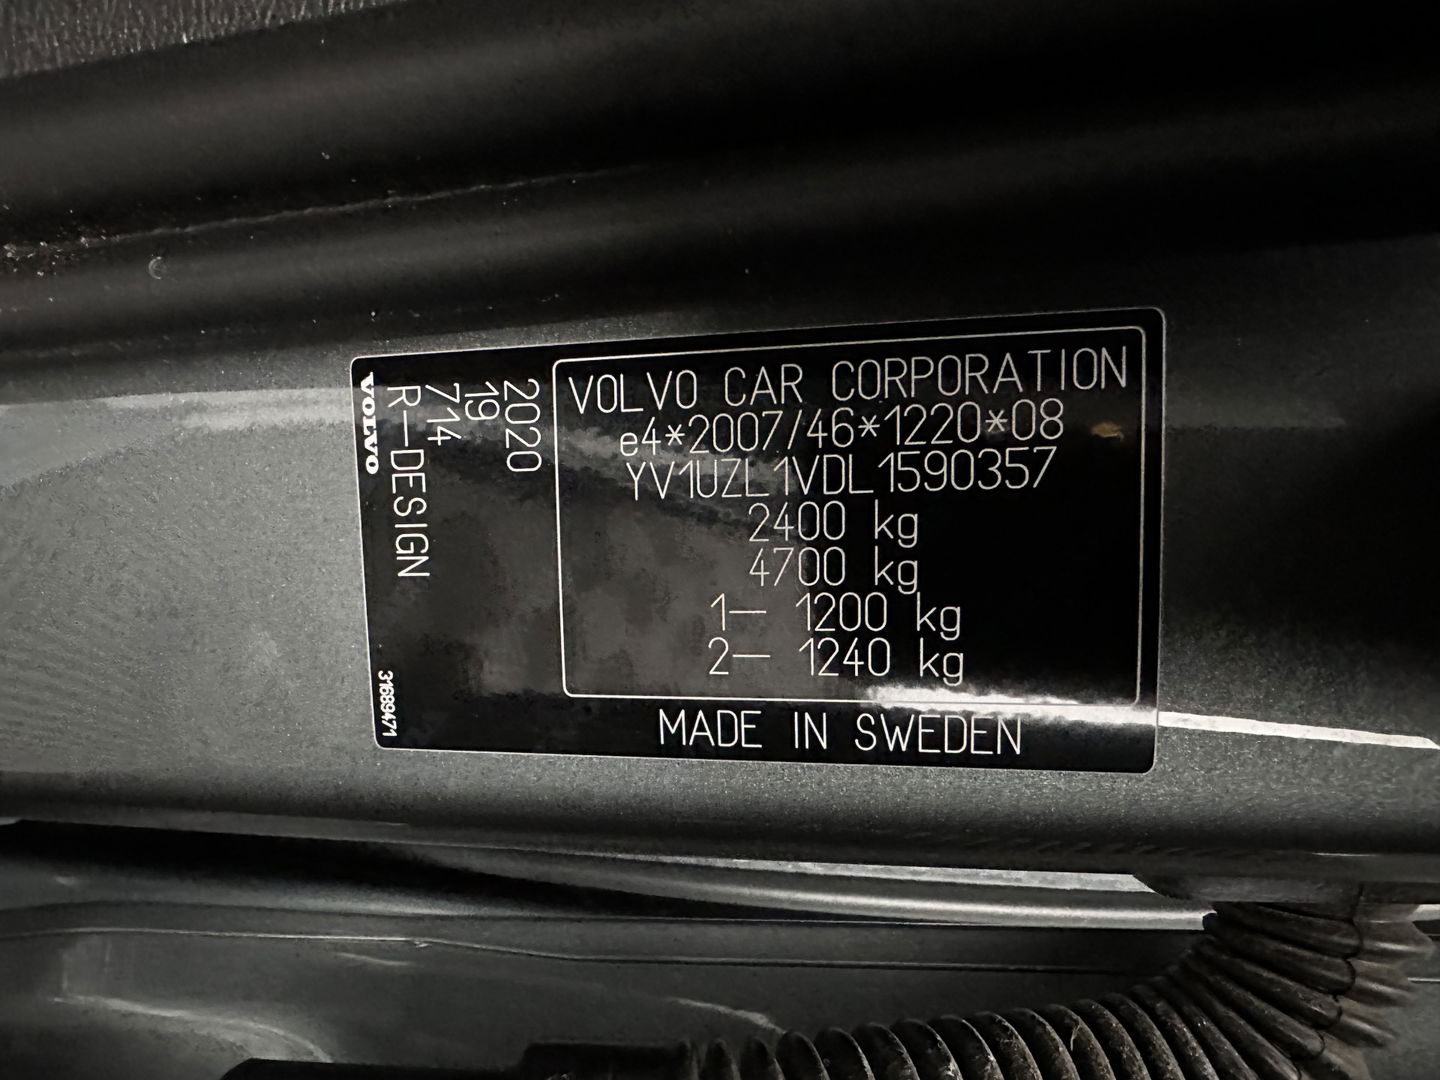 VOLVO CAR CORPORATION
e4*2007/46*1220*08
YV1UZL1VDL1590357
2400 kg
4700 kg
1— 1200 kg
2— 1240 kg
MADE IN SWEDEN
2020
19
714
R—DESIGN
VOLVO
31689471